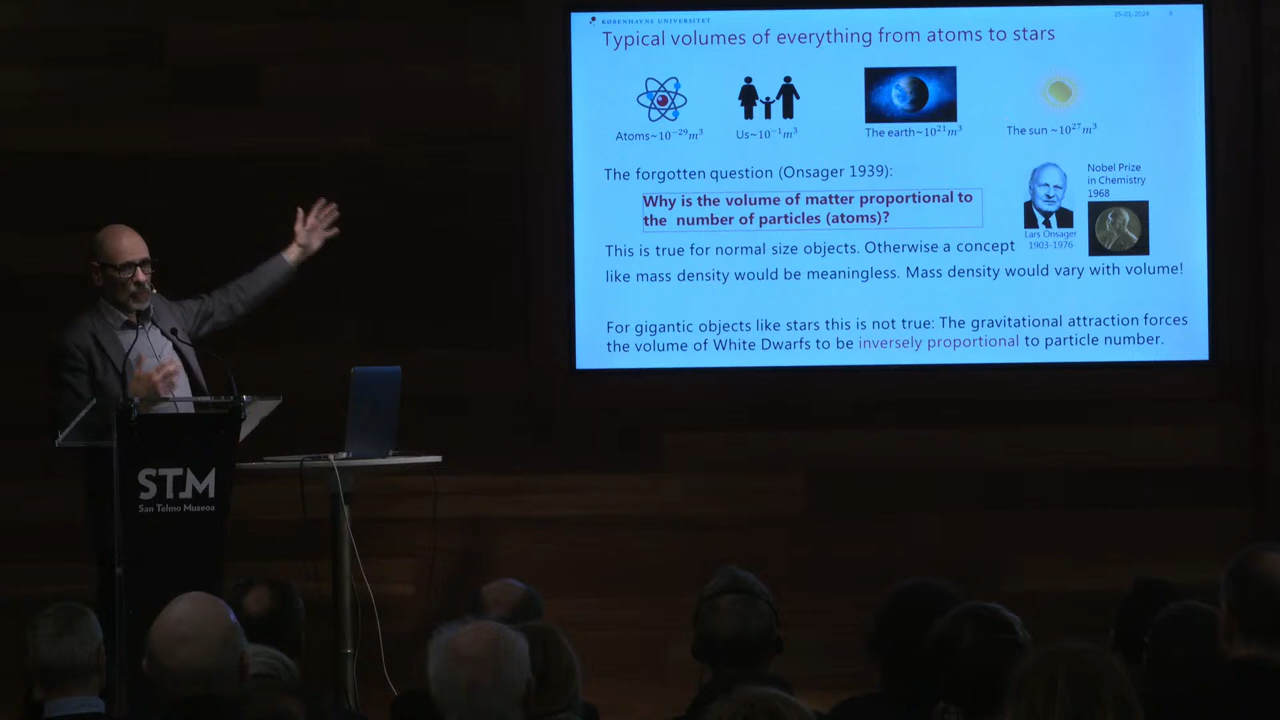 KØBENHAVNS UNIVERSITET
25-01-2024 9
Typical volumes of everything from atoms to stars
Atoms~10⁻²⁹m³
Us~10⁻¹m³
The earth~10²¹m³
The sun ~10²⁷m³
The forgotten question (Onsager 1939):
Why is the volume of matter proportional to
the number of particles (atoms)?
Nobel Prize
in Chemistry
1968
Lars Onsager
1903-1976
This is true for normal size objects. Otherwise a concept
like mass density would be meaningless. Mass density would vary with volume!
For gigantic objects like stars this is not true: The gravitational attraction forces
the volume of White Dwarfs to be inversely proportional to particle number.
STM
San Telmo Museoa